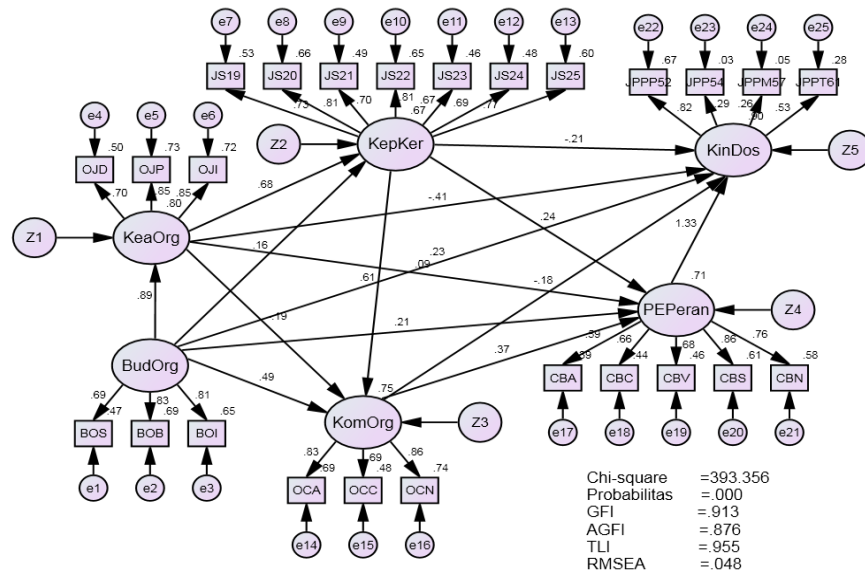 e7 e8 e9 e10 e11 e12 e13
e22 e23 e24 e25
.53 .66 .49 .65 .46 .48 .60
.67 .03 .05 .28
JS19 JS20 JS21 JS22 JS23 JS24 JS25
JPPP52 JPP54 JPPM57 JPPT61
.73 .81 .70 .81 .67 .69 .77
.67
.82 .29 .26 .53
.90
e4 e5 e6
Z2 KepKer -.21 KinDos Z5
.50 .73 .72
OJD OJP OJI
.70 .85 .85
.80
.68 -.41 .24
Z1 KeaOrg
.16 .23 1.33
.61 .09 -.18
.71
.89 .19 .21
PEPeran Z4
BudOrg
.37
.49
.66 .68 .86 .76
.44 .46 .61 .58
CBA CBC CBV CBS CBN
.69 .83 .81
.47 .69 .65
BOS BOB BOI
.75
KomOrg Z3
e17 e18 e19 e20 e21
.83 .69 .86
.69 .48 .74
e1 e2 e3
OCA OCC OCN
e14 e15 e16
Chi-square =393.356
Probabilitas =.000
GFI =.913
AGFI =.876
TLI =.955
RMSEA =.048